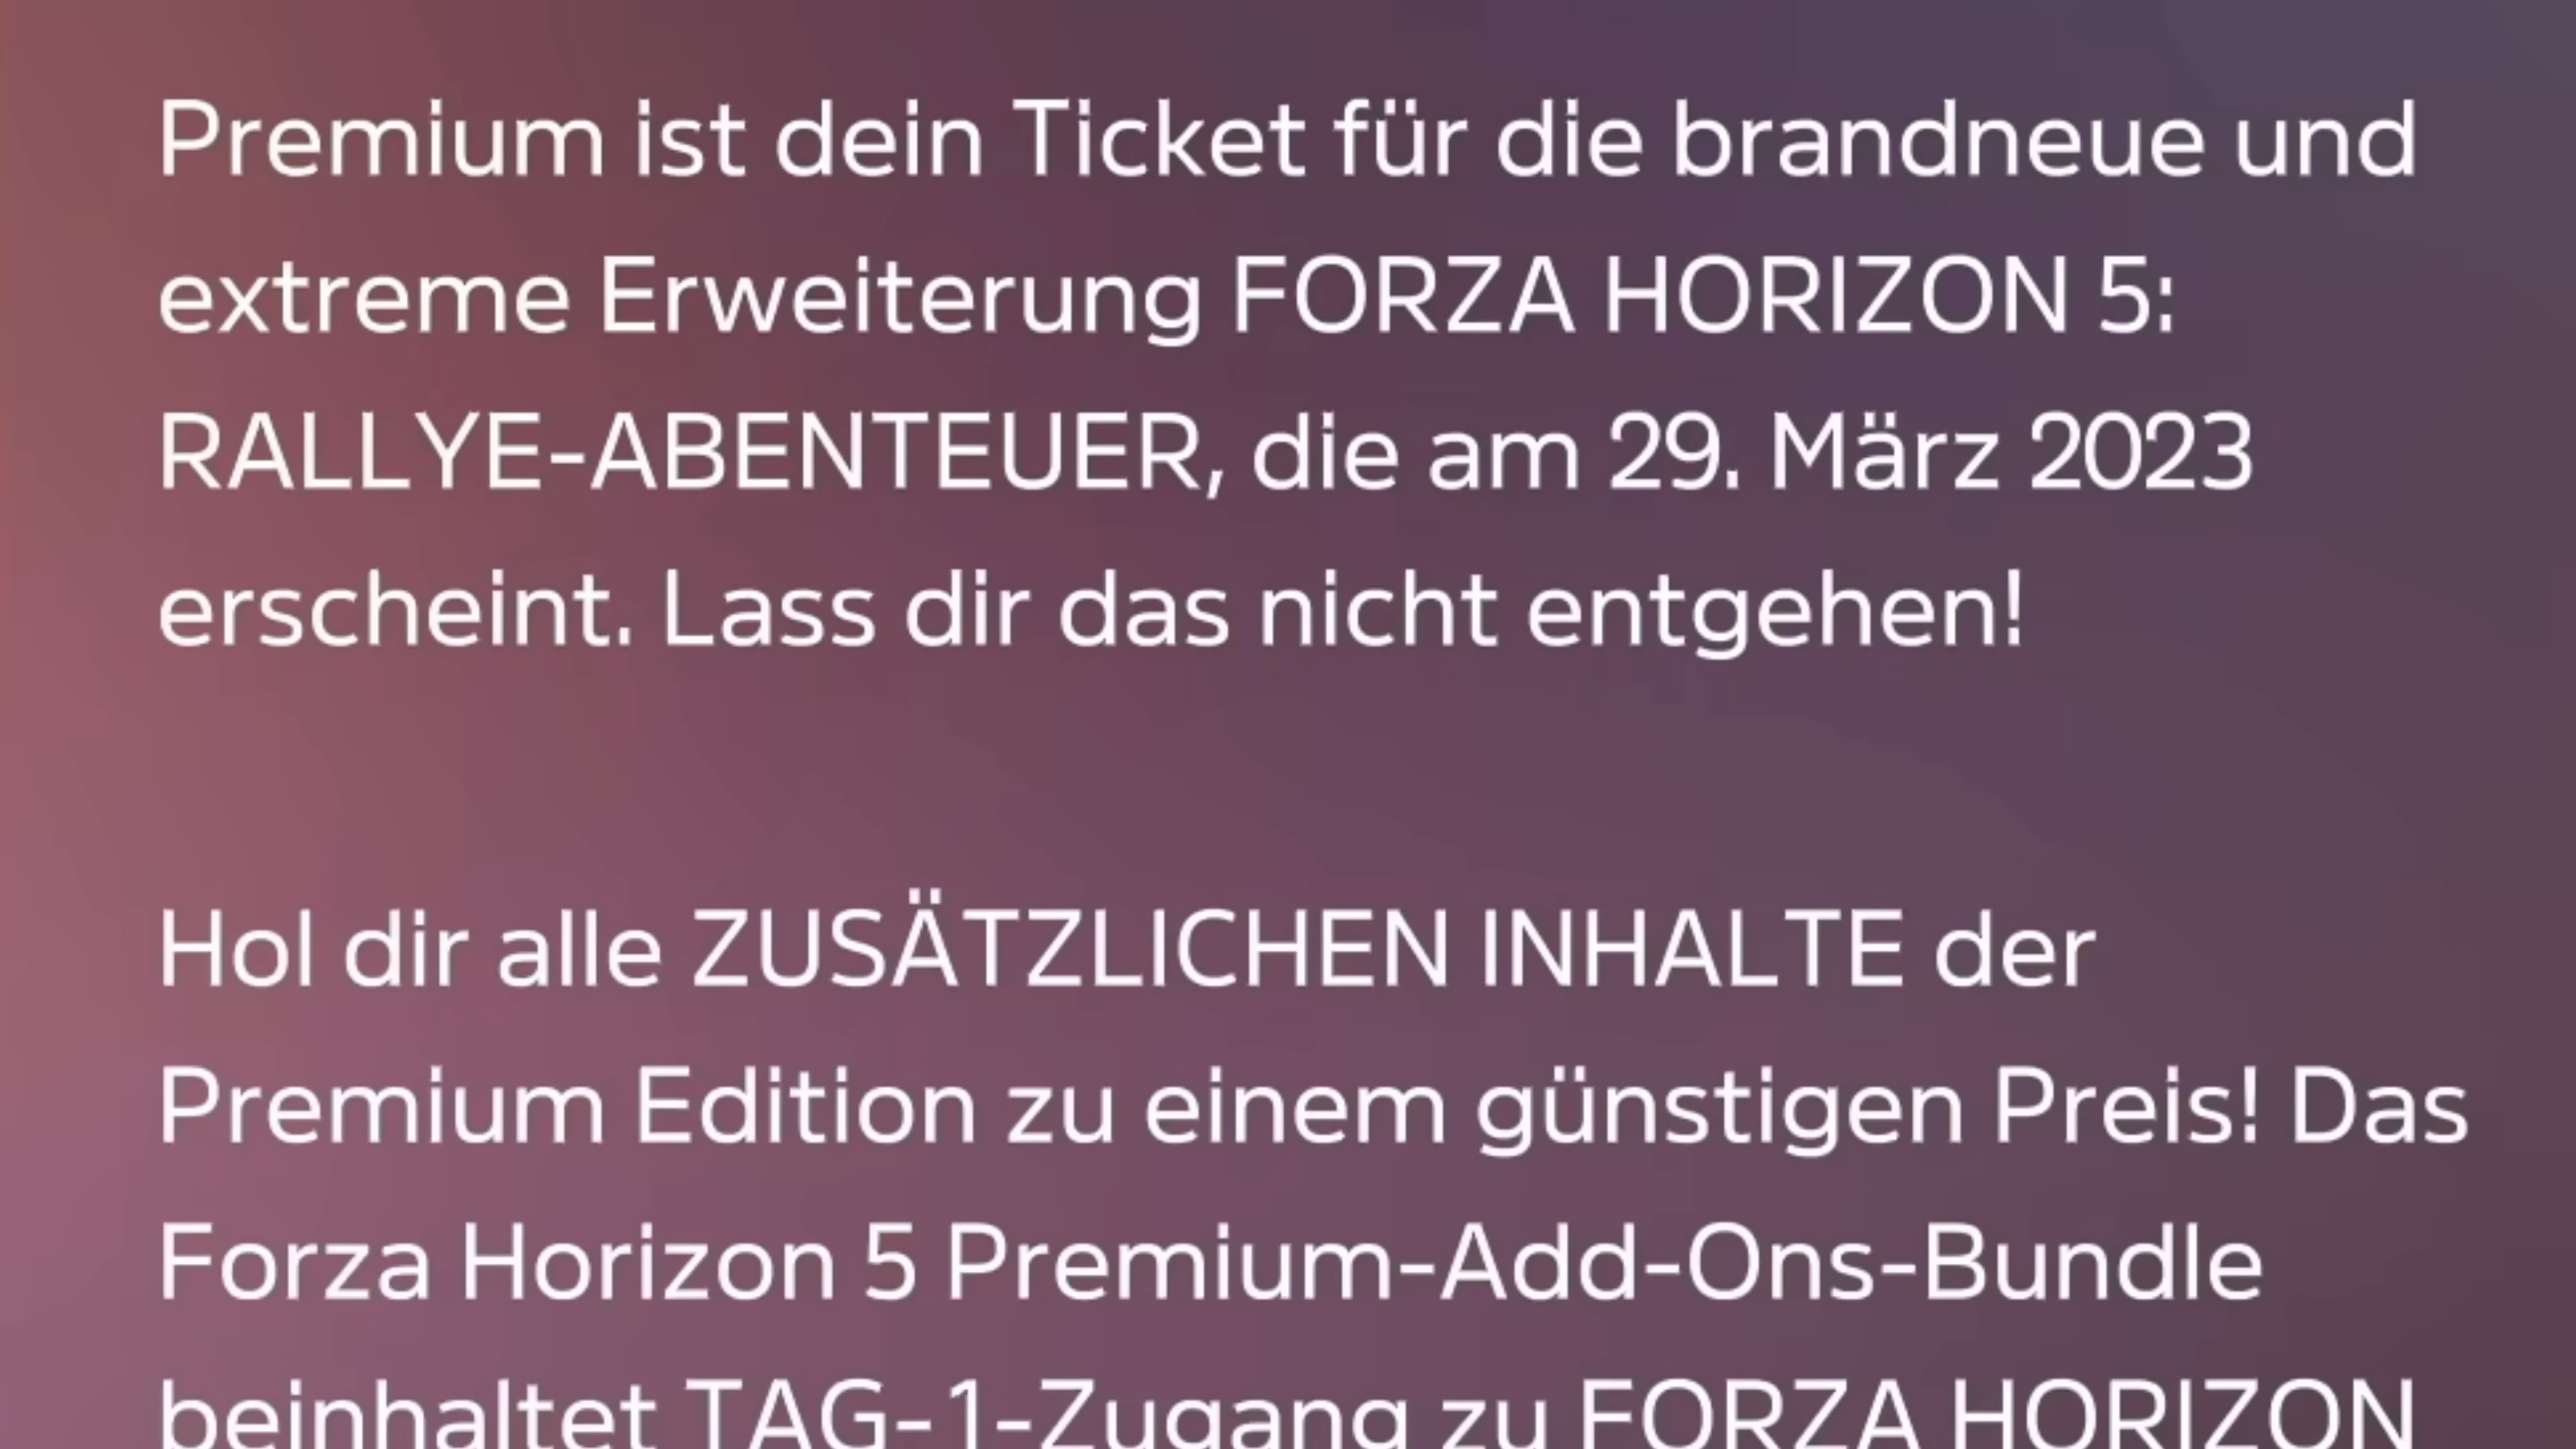 Premium ist dein Ticket für die brandneue und
extreme Erweiterung FORZA HORIZON 5:
RALLYE-ABENTEUER, die am 29. März 2023
erscheint. Lass dir das nicht entgehen!
Hol dir alle ZUSÄTZLICHEN INHALTE der
Premium Edition zu einem günstigen Preis! Das
Forza Horizon 5 Premium-Add-Ons-Bundle
beinhaltet TAG-1-Zugang zu FORZA HORIZON